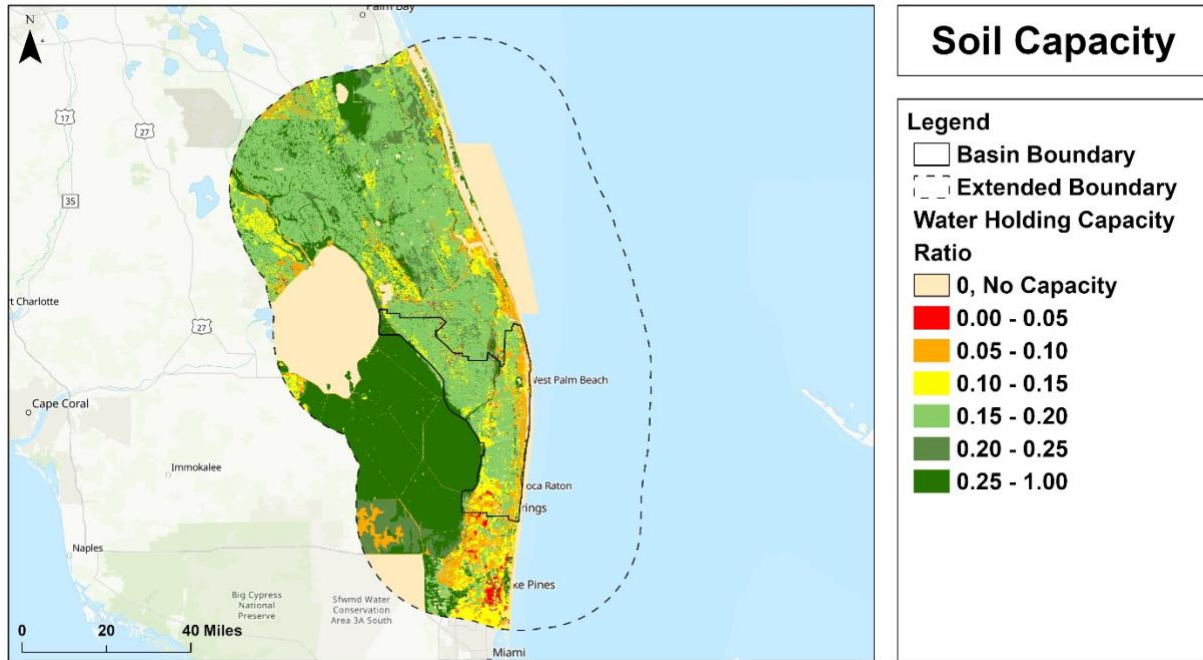 Palm Bay
N
17
27
35
rt Charlotte
27
West Palm Beach
Cape Coral
Immokalee
oca Raton
rings
Naples
ke Pines
Big Cypress
National
Preserve
Sfwmd Water
Conservation
Area 3A South
0 20 40 Miles
Miami
Soil Capacity
Legend
Basin Boundary
Extended Boundary
Water Holding Capacity
Ratio
0, No Capacity
0.00 - 0.05
0.05 - 0.10
0.10 - 0.15
0.15 - 0.20
0.20 - 0.25
0.25 - 1.00